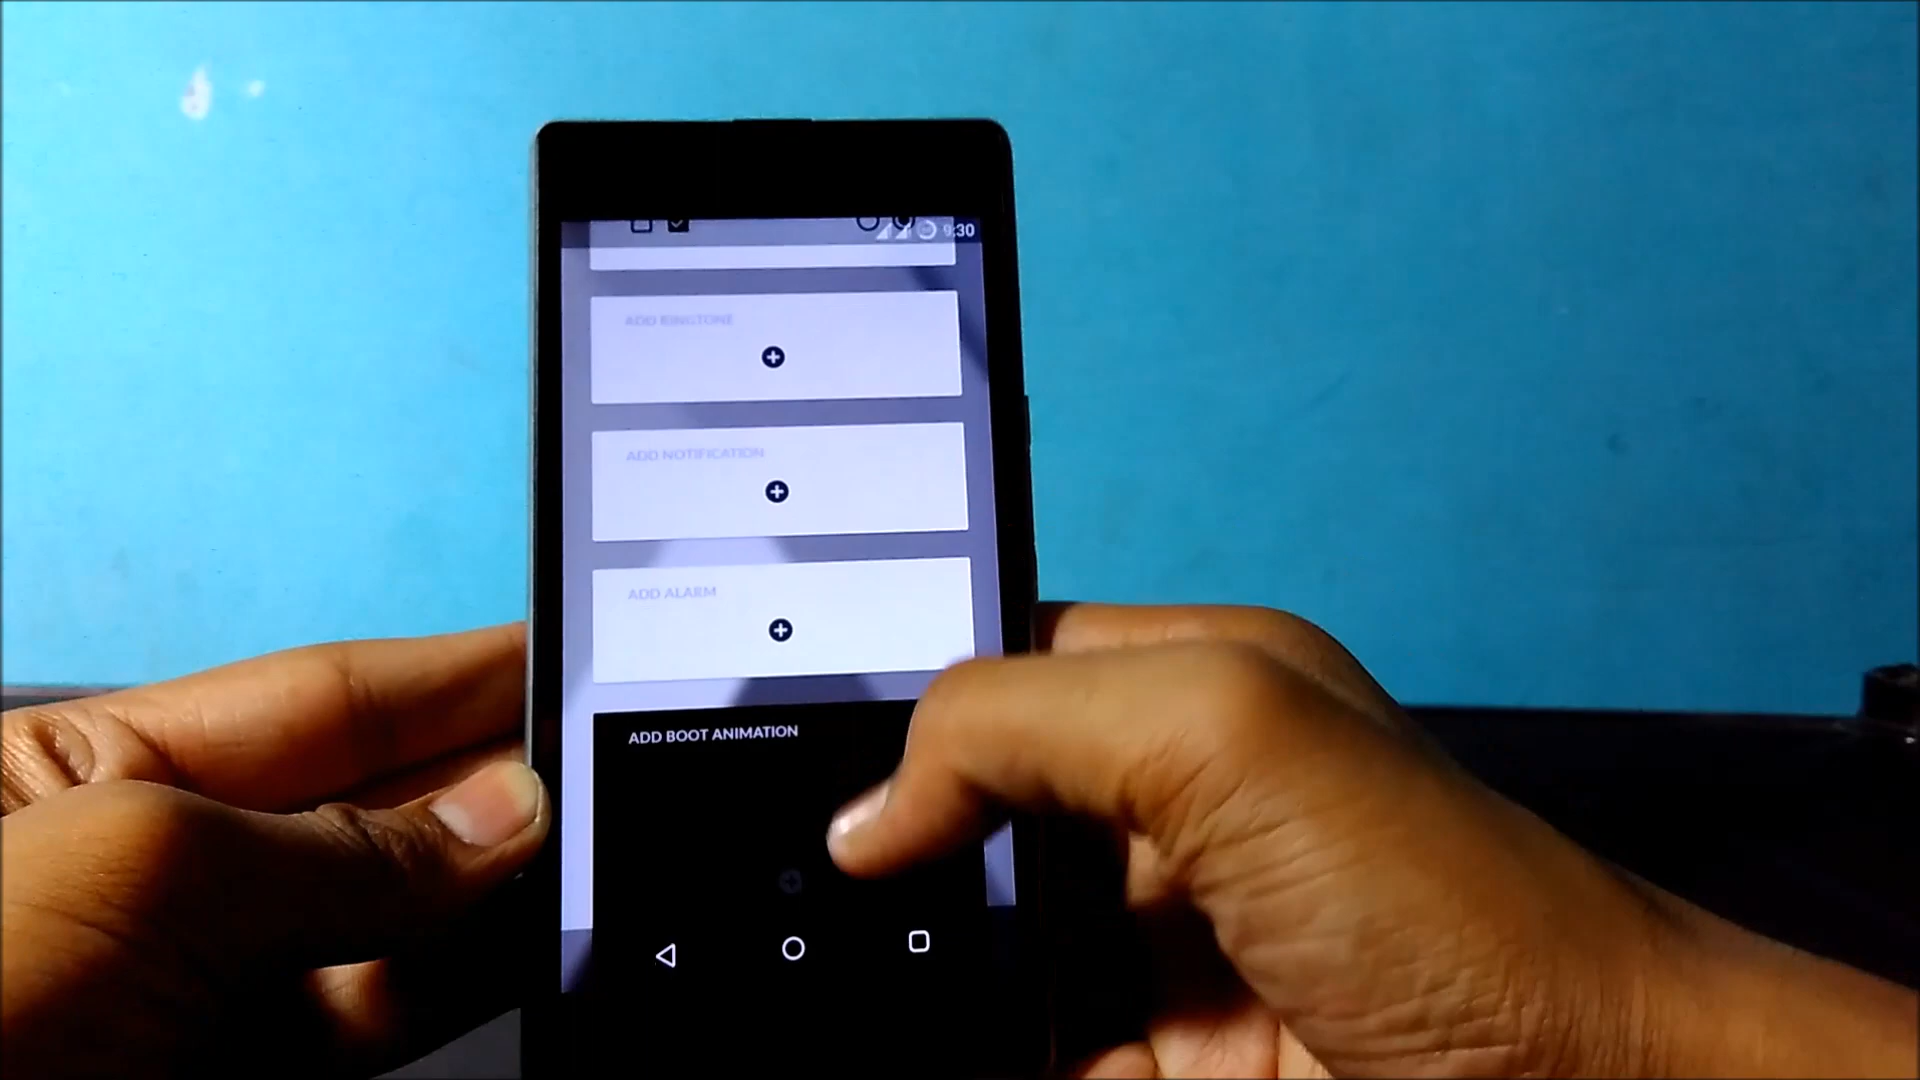 9:30
ADD RINGTONE
ADD NOTIFICATION
ADD ALARM
ADD BOOT ANIMATION